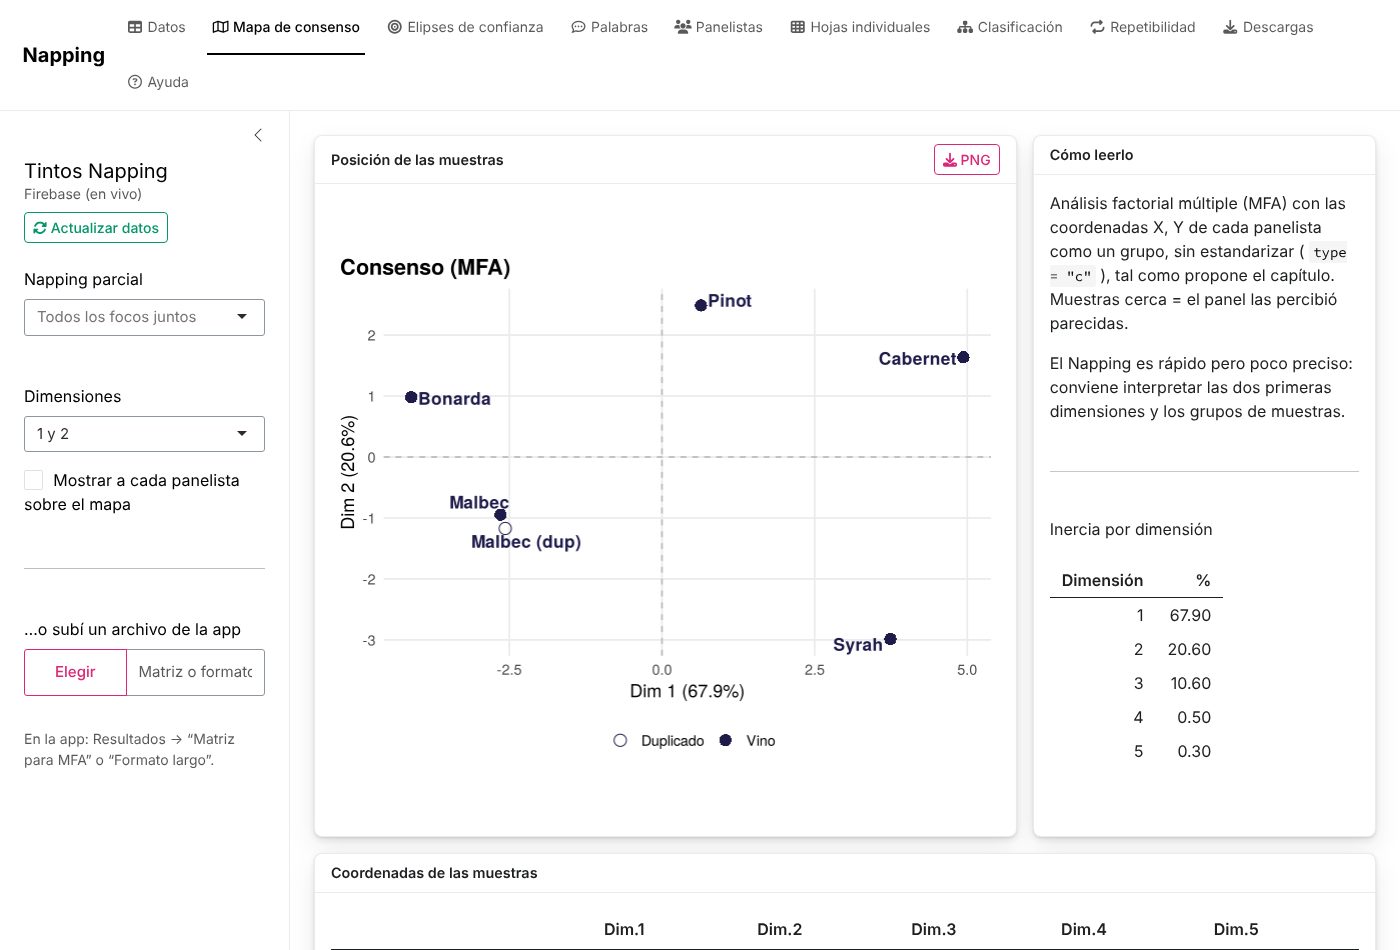 Napping
Datos
Mapa de consenso
Elipses de confianza
Palabras
Panelistas
Hojas individuales
Clasificación
Repetibilidad
Descargas
Ayuda
Tintos Napping
Firebase (en vivo)
Actualizar datos
Napping parcial
Todos los focos juntos
Dimensiones
1 y 2
Mostrar a cada panelista
sobre el mapa
...o subí un archivo de la app
Elegir
Matriz o formato
En la app: Resultados → “Matriz
para MFA” o “Formato largo”.
Posición de las muestras
PNG
Consenso (MFA)
Pinot
Cabernet
Bonarda
Malbec
Malbec (dup)
Syrah
2
1
0
-1
-2
-3
Dim 2 (20.6%)
-2.5
0.0
2.5
5.0
Dim 1 (67.9%)
Duplicado
Vino
Cómo leerlo
Análisis factorial múltiple (MFA) con las
coordenadas X, Y de cada panelista
como un grupo, sin estandarizar ( type
= "c" ), tal como propone el capítulo.
Muestras cerca = el panel las percibió
parecidas.
El Napping es rápido pero poco preciso:
conviene interpretar las dos primeras
dimensiones y los grupos de muestras.
Inercia por dimensión
Dimensión %
1 67.90
2 20.60
3 10.60
4 0.50
5 0.30
Coordenadas de las muestras
Dim.1 Dim.2 Dim.3 Dim.4 Dim.5